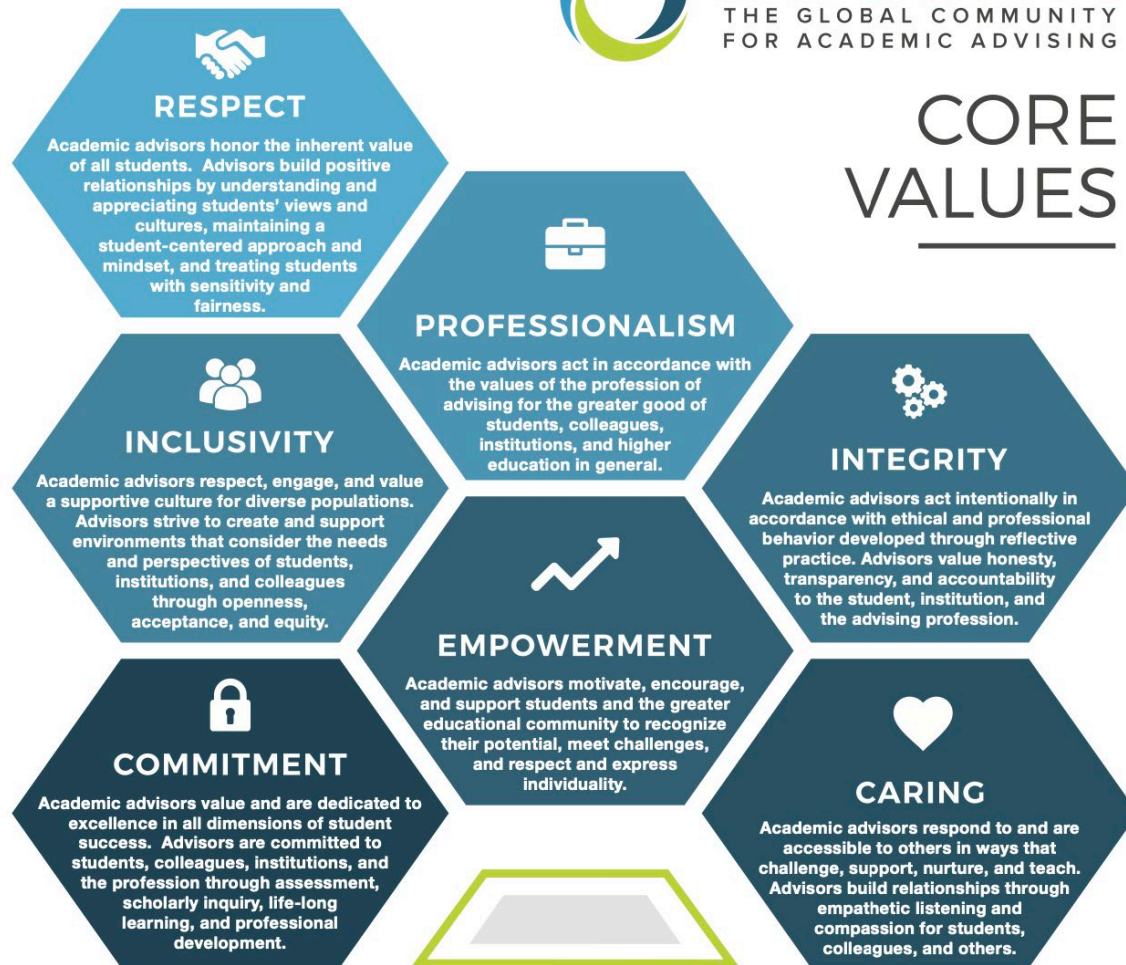 THE GLOBAL COMMUNITY
FOR ACADEMIC ADVISING
CORE
VALUES
RESPECT
Academic advisors honor the inherent value
of all students. Advisors build positive
relationships by understanding and
appreciating students' views and
cultures, maintaining a
student-centered approach and
mindset, and treating students
with sensitivity and
fairness.
PROFESSIONALISM
Academic advisors act in accordance with
the values of the profession of
advising for the greater good of
students, colleagues,
institutions, and higher
education in general.
INCLUSIVITY
Academic advisors respect, engage, and value
a supportive culture for diverse populations.
Advisors strive to create and support
environments that consider the needs
and perspectives of students,
institutions, and colleagues
through openness,
acceptance, and equity.
INTEGRITY
Academic advisors act intentionally in
accordance with ethical and professional
behavior developed through reflective
practice. Advisors value honesty,
transparency, and accountability
to the student, institution, and
the advising profession.
EMPOWERMENT
Academic advisors motivate, encourage,
and support students and the greater
educational community to recognize
their potential, meet challenges,
and respect and express
individuality.
COMMITMENT
Academic advisors value and are dedicated to
excellence in all dimensions of student
success. Advisors are committed to
students, colleagues, institutions, and
the profession through assessment,
scholarly inquiry, life-long
learning, and professional
development.
CARING
Academic advisors respond to and are
accessible to others in ways that
challenge, support, nurture, and teach.
Advisors build relationships through
empathetic listening and
compassion for students,
colleagues, and others.